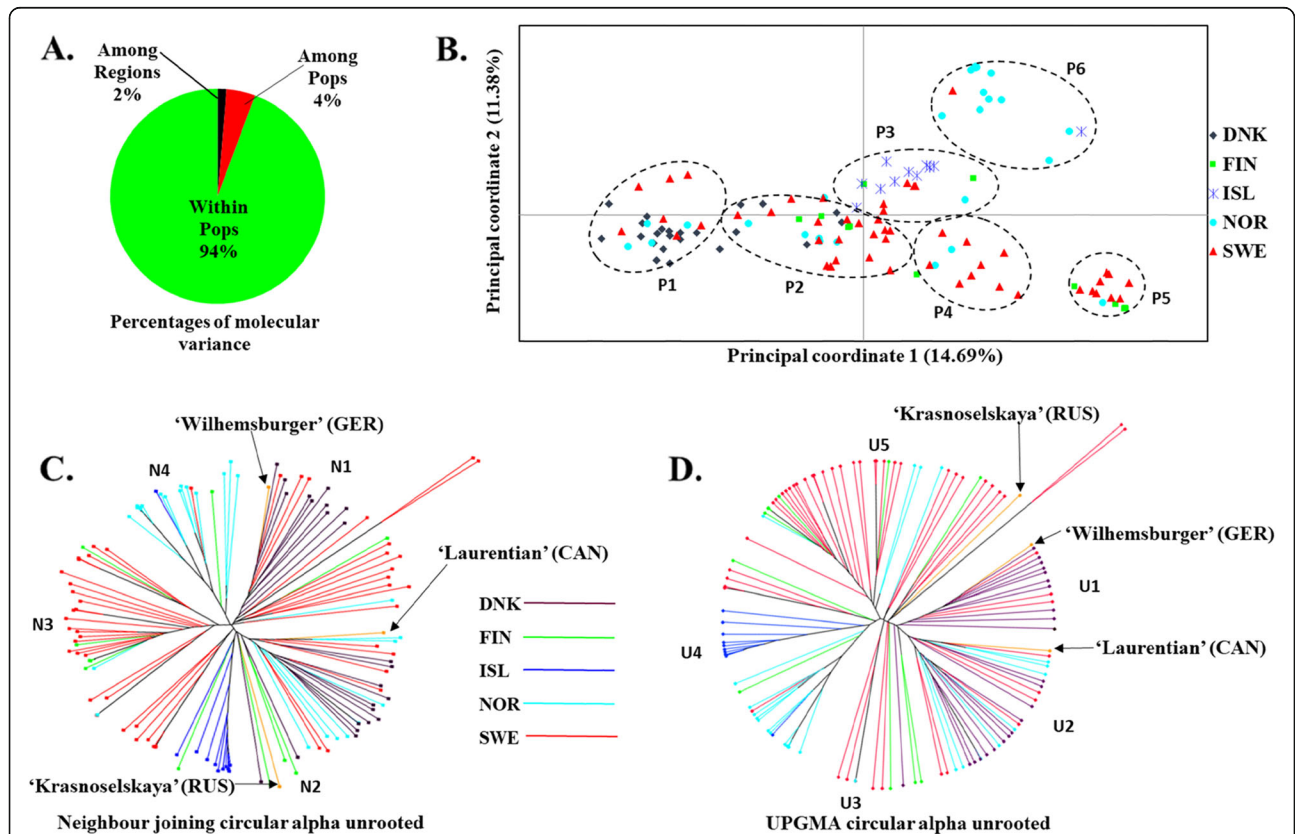 A.
Among
Regions
2%
Among
Pops
4%
Within
Pops
94%
Percentages of molecular
variance
B.
Principal coordinate 2 (11.38%)
Principal coordinate 1 (14.69%)
P1
P2
P3
P4
P5
P6
DNK
FIN
ISL
NOR
SWE
C.
‘Wilhemsburger’ (GER)
N4
N1
‘Laurentian’ (CAN)
N3
‘Krasnoselskaya’ (RUS)
N2
Neighbour joining circular alpha unrooted
DNK
FIN
ISL
NOR
SWE
D.
‘Krasnoselskaya’ (RUS)
U5
‘Wilhemsburger’ (GER)
U1
‘Laurentian’ (CAN)
U4
U2
U3
UPGMA circular alpha unrooted